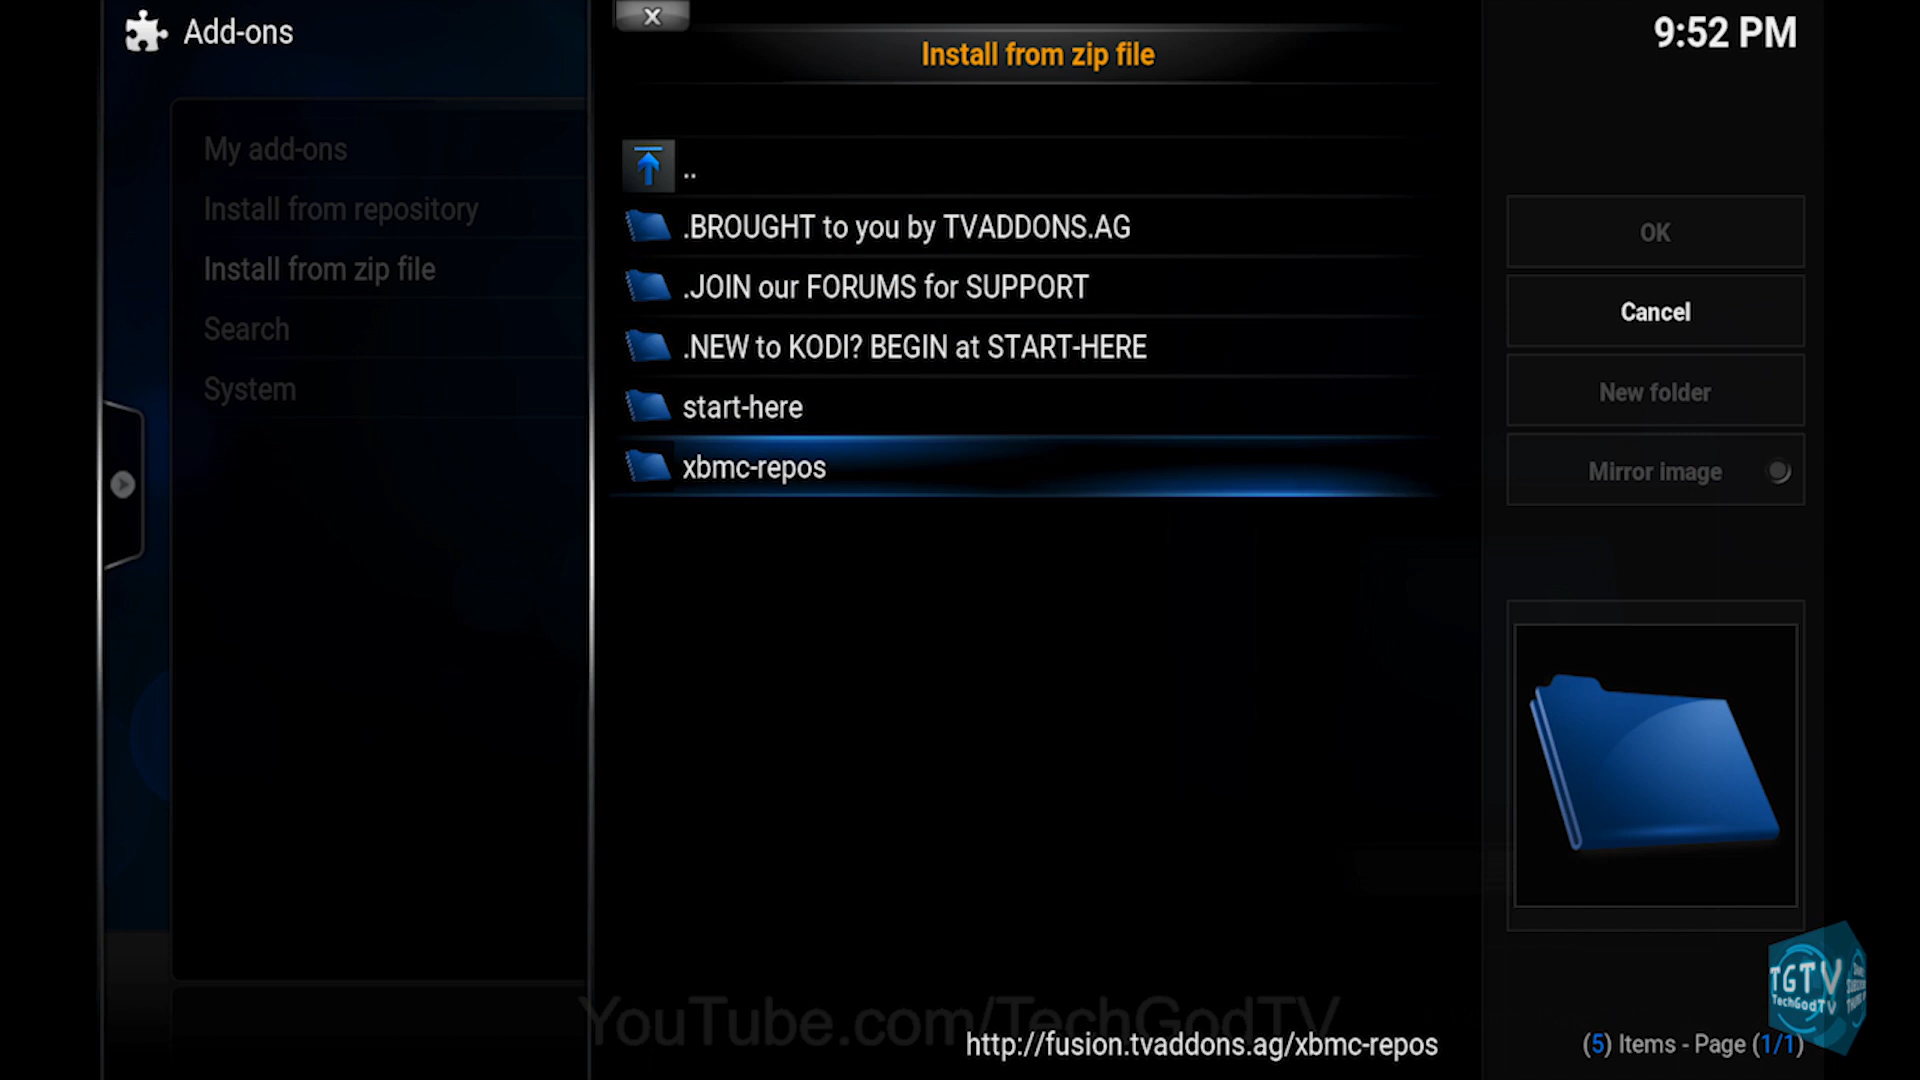 Add-ons
My add-ons
Install from repository
Install from zip file
Search
System
X
Install from zip file
..
.BROUGHT to you by TVADDONS.AG
.JOIN our FORUMS for SUPPORT
.NEW to KODI? BEGIN at START-HERE
start-here
xbmc-repos
9:52 PM
OK
Cancel
New folder
Mirror image
YouTube.com/TechGodTV
http://fusion.tvaddons.ag/xbmc-repos
TGTV
TechGodTV
(5) Items - Page (1/1)